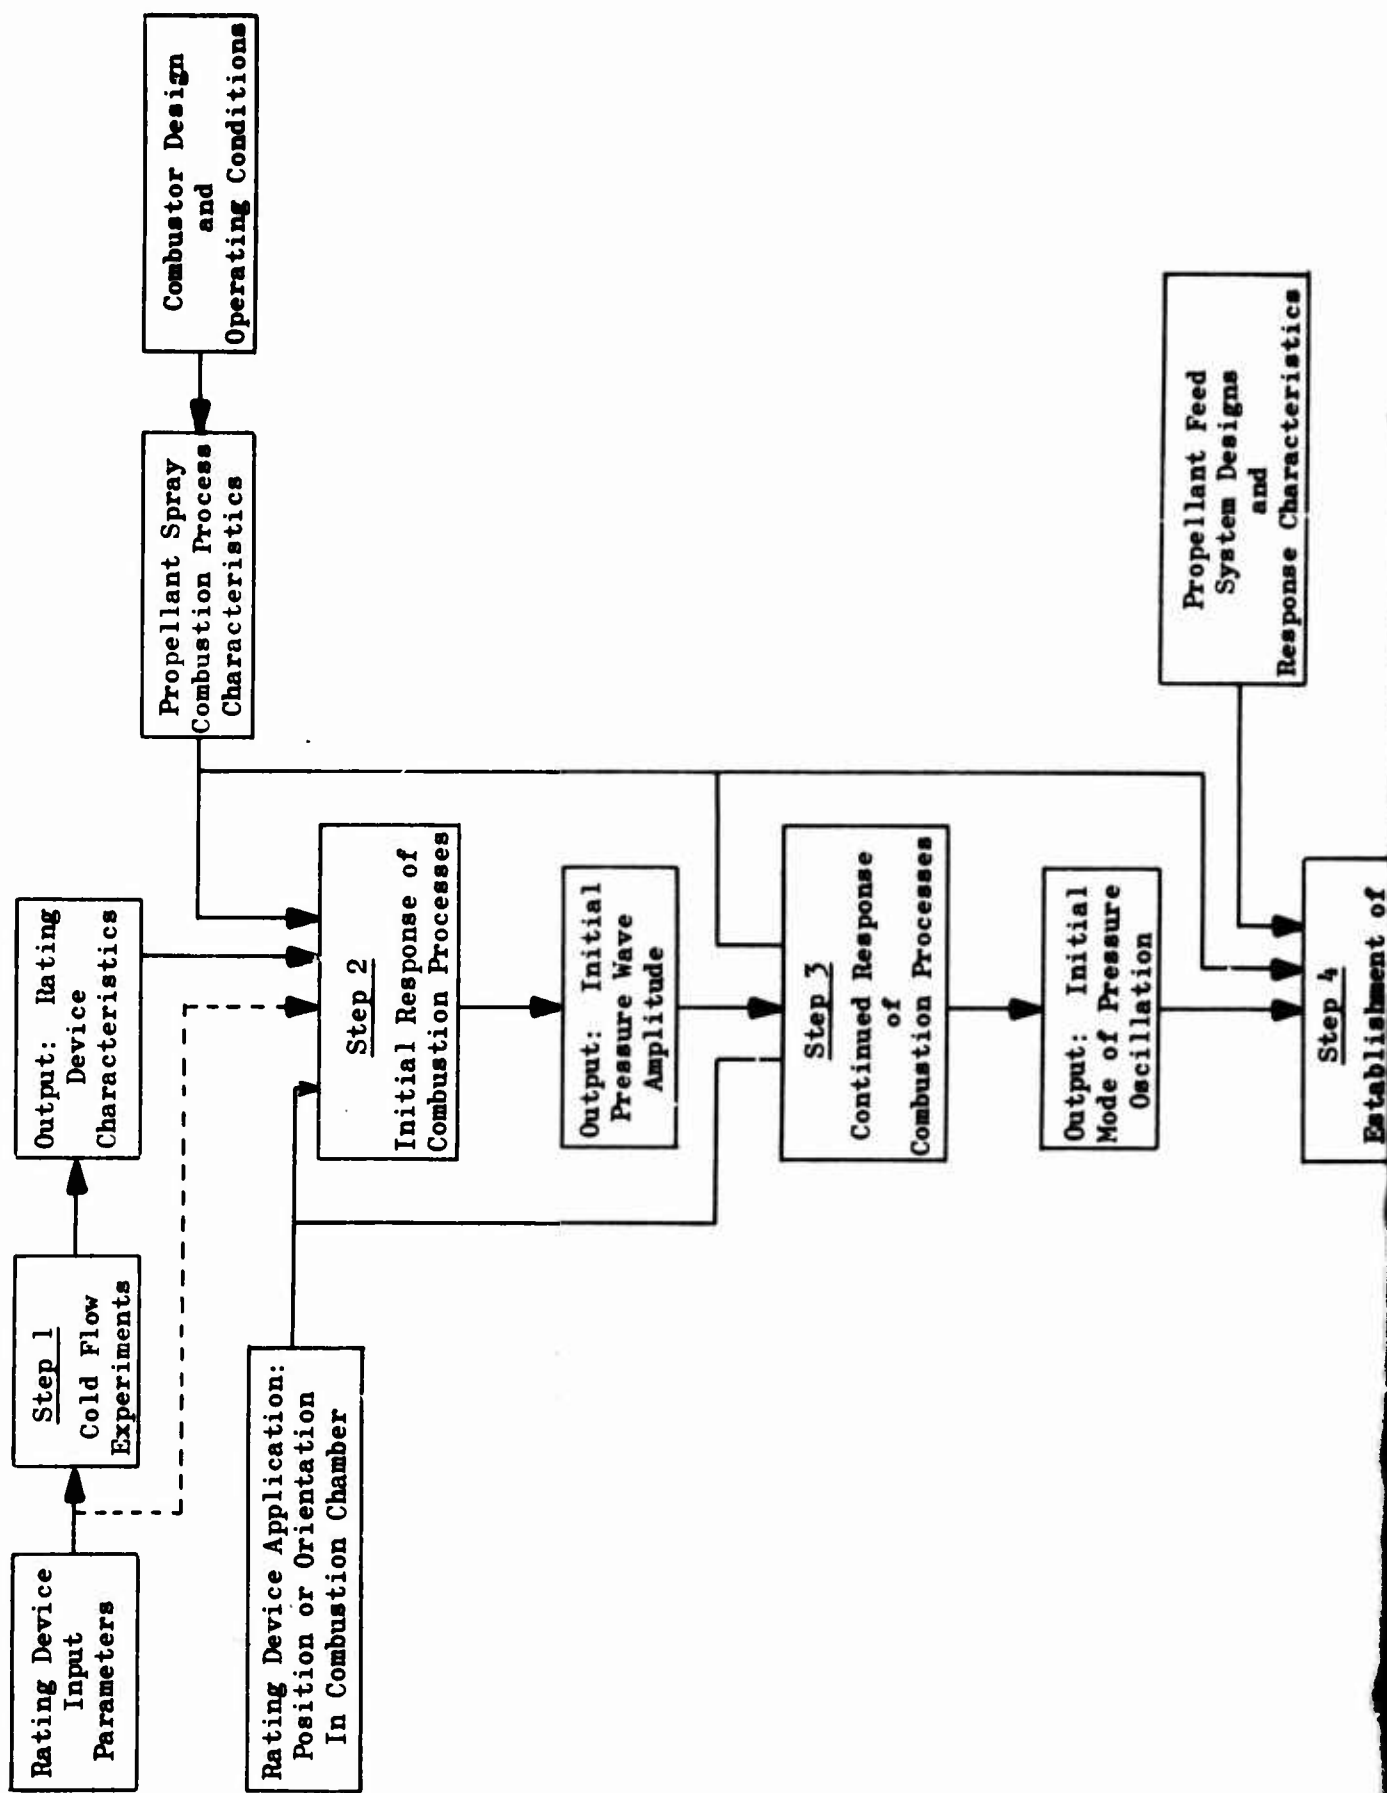 Rating Device
Input
Parameters
Step 1
Cold Flow
Experiments
Output: Rating
Device
Characteristics
Combustor Design
and
Operating Conditions
Propellant Spray
Combustion Process
Characteristics
Rating Device Application:
Position or Orientation
In Combustion Chamber
Step 2
Initial Response of
Combustion Processes
Output: Initial
Pressure Wave
Amplitude
Step 3
Continued Response
of
Combustion Processes
Output: Initial
Mode of Pressure
Oscillation
Propellant Feed
System Designs
and
Response Characteristics
Step 4
Establishment of